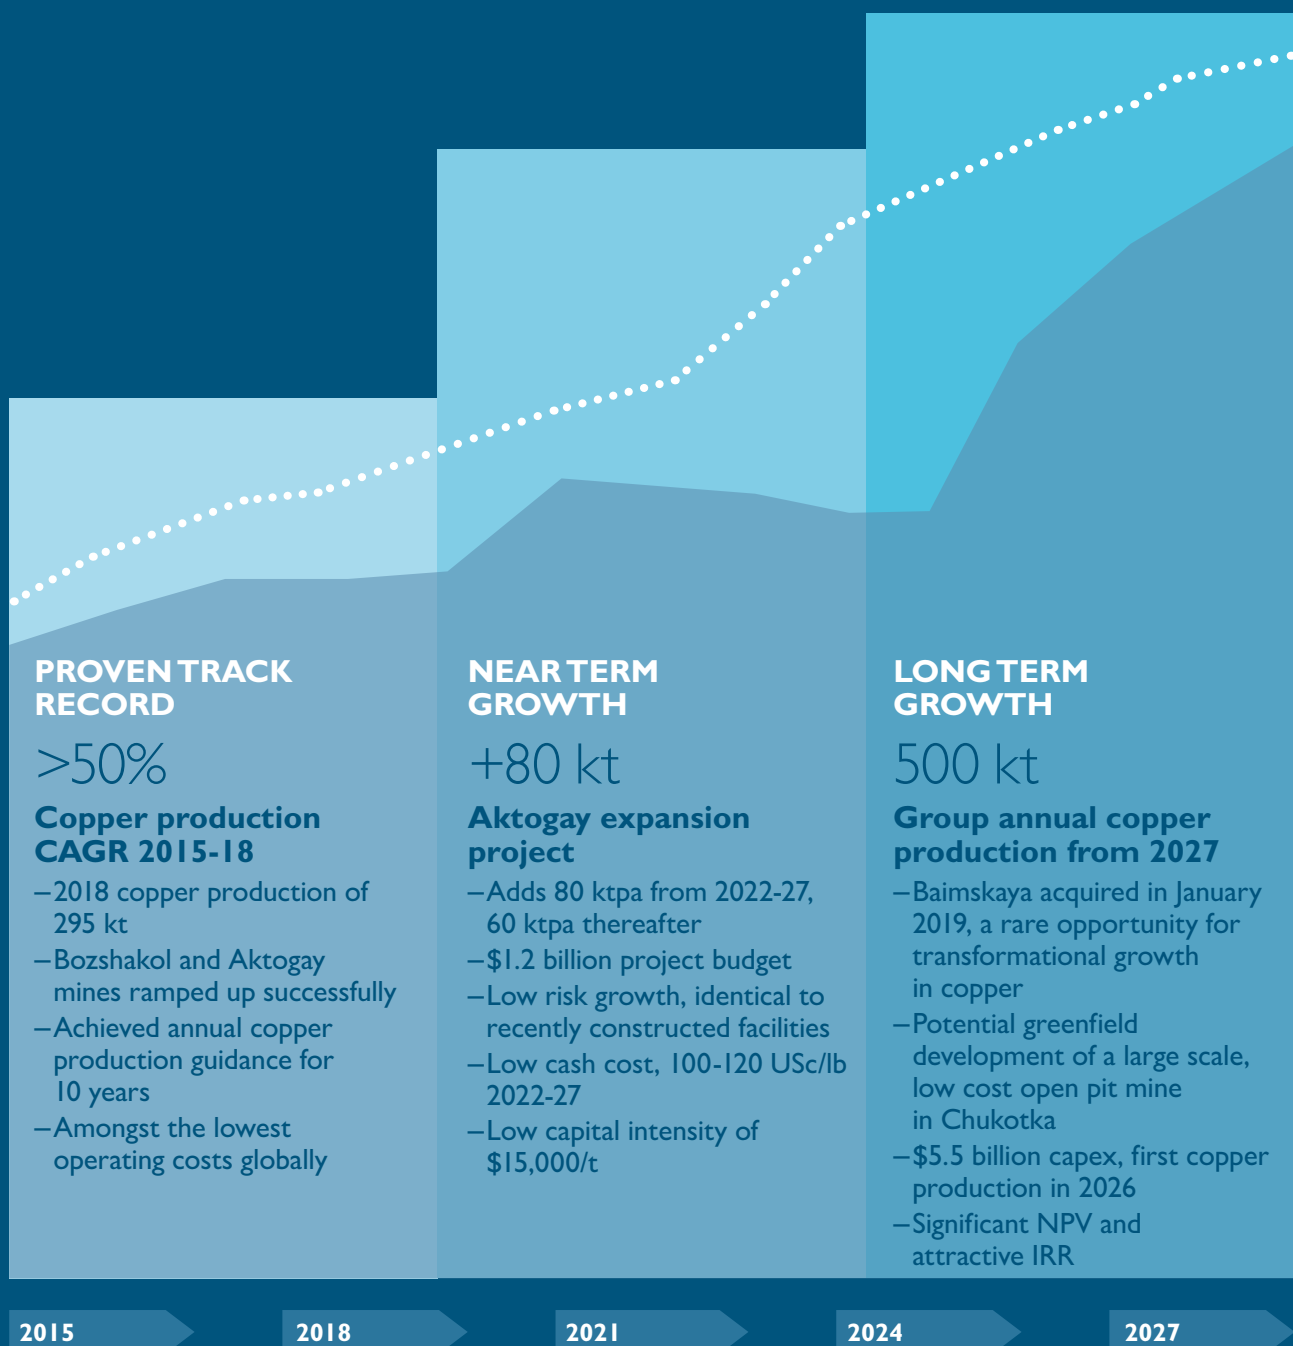 PROVEN TRACK
RECORD
>50%
Copper production
CAGR 2015-18
–2018 copper production of
295 kt
–Bozshakol and Aktogay
mines ramped up successfully
–Achieved annual copper
production guidance for
10 years
–Amongst the lowest
operating costs globally
NEAR TERM
GROWTH
+80 kt
Aktogay expansion
project
–Adds 80 ktpa from 2022-27,
60 ktpa thereafter
–$1.2 billion project budget
–Low risk growth, identical to
recently constructed facilities
–Low cash cost, 100-120 USc/lb
2022-27
–Low capital intensity of
$15,000/t
LONG TERM
GROWTH
500 kt
Group annual copper
production from 2027
–Baimskaya acquired in January
2019, a rare opportunity for
transformational growth
in copper
–Potential greenfield
development of a large scale,
low cost open pit mine
in Chukotka
–$5.5 billion capex, first copper
production in 2026
–Significant NPV and
attractive IRR
2015
2018
2021
2024
2027